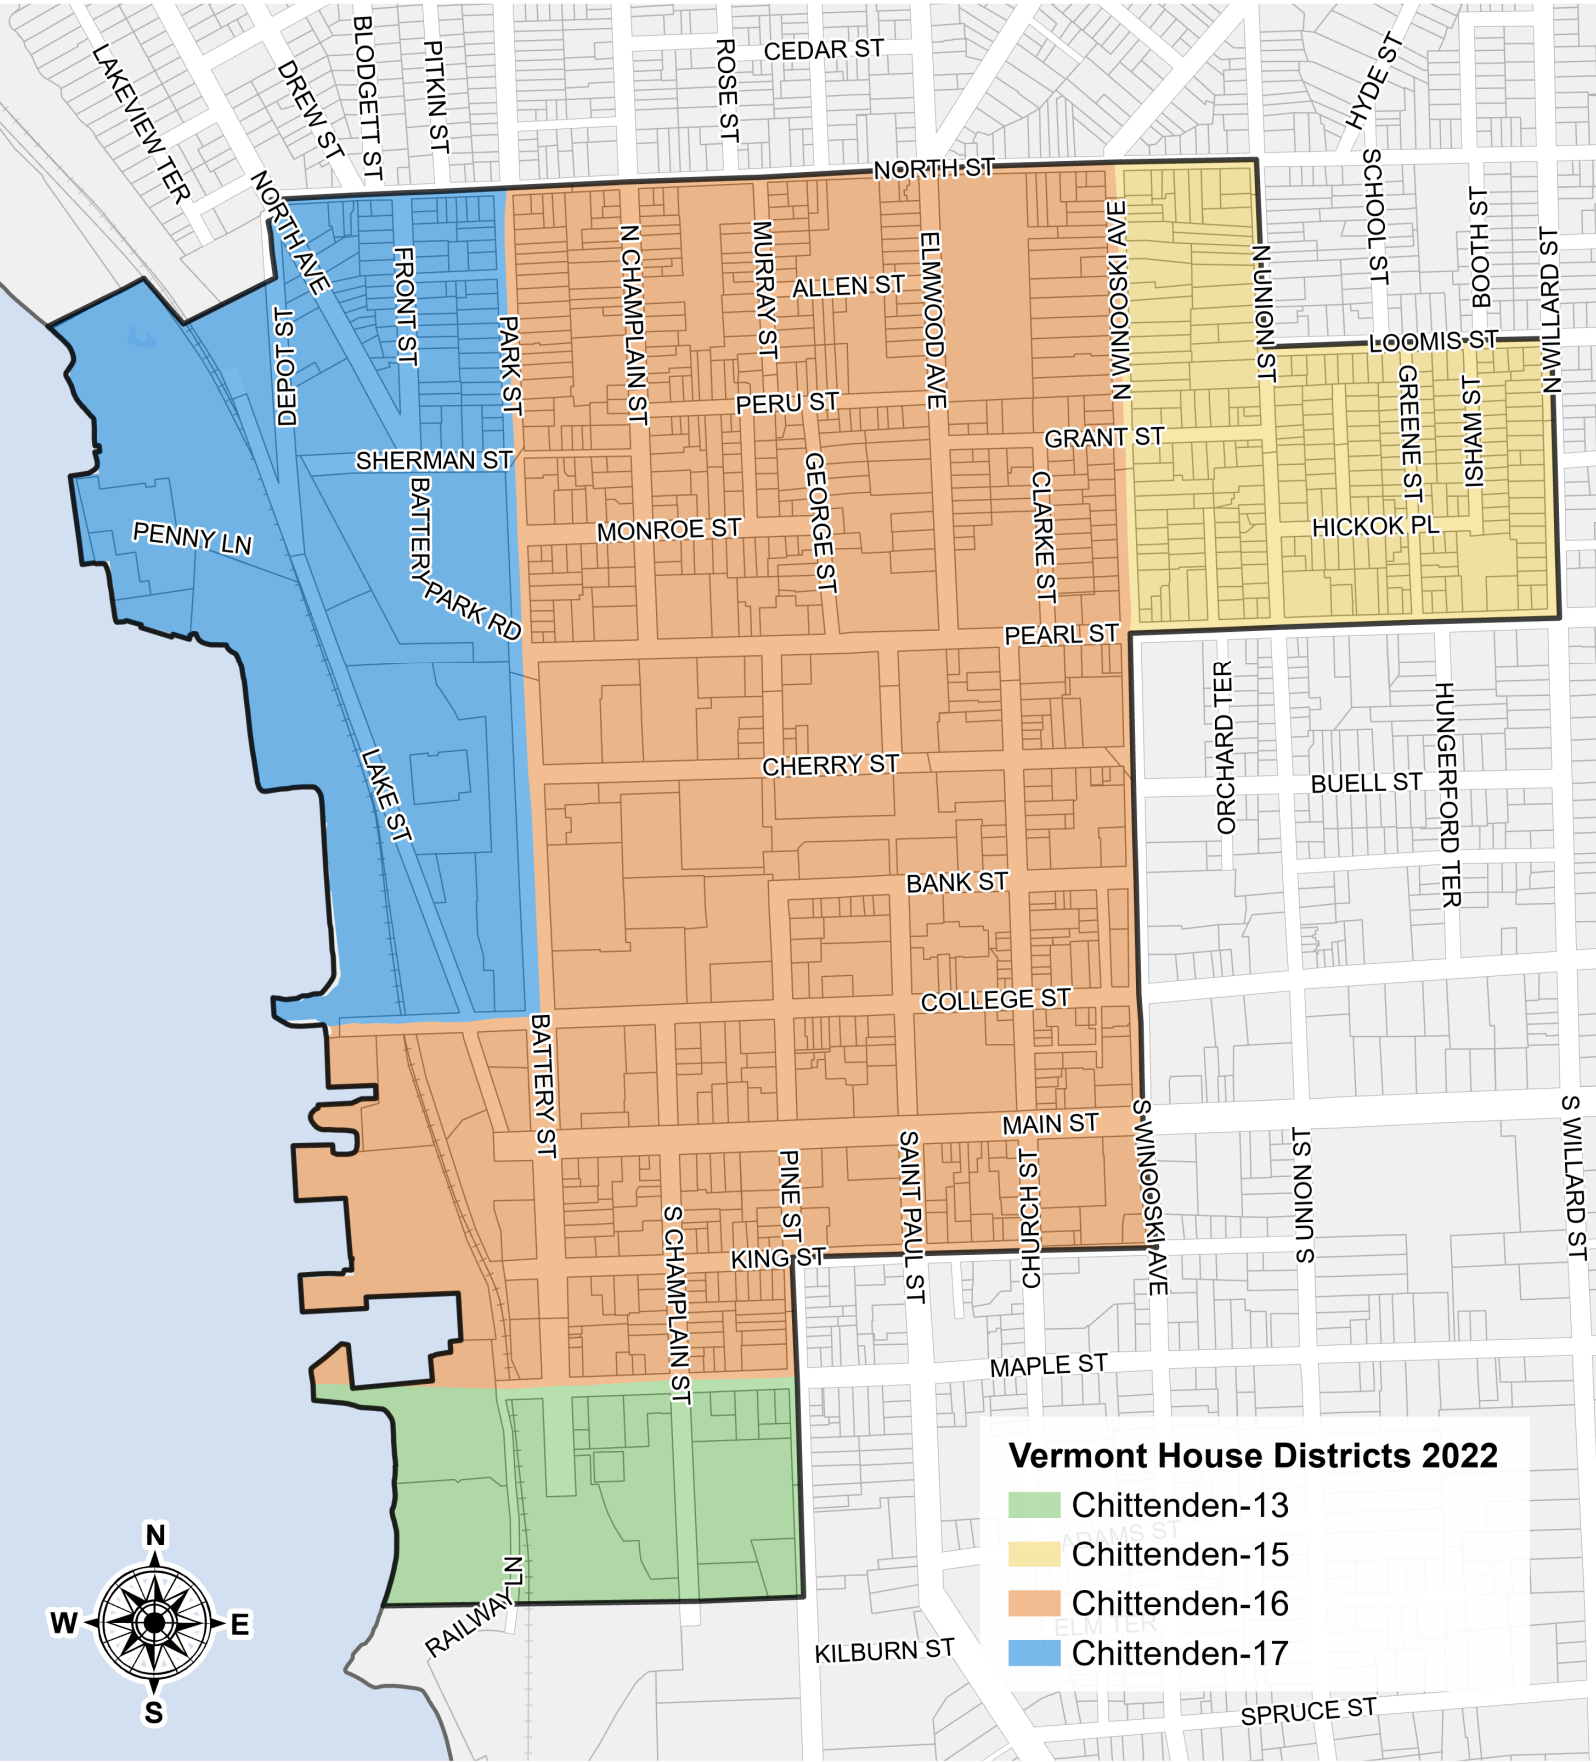 CEDAR ST
ROSE ST
PITKIN ST
BLODGETT ST
DREW ST
LAKEVIEW TER
HYDE ST
NORTH ST
NORTH AVE
SCHOOL ST
BOOTH ST
N WILLARD ST
N UNION ST
N WINOOSKI AVE
ELMWOOD AVE
ALLEN ST
MURRAY ST
N CHAMPLAIN ST
PARK ST
FRONT ST
DEPOT ST
LOOMIS ST
GREENE ST
ISHAM ST
PERU ST
GRANT ST
SHERMAN ST
GEORGE ST
CLARKE ST
BATTERY
PARK RD
MONROE ST
HICKOK PL
PENNY LN
PEARL ST
ORCHARD TER
HUNGERFORD TER
LAKE ST
CHERRY ST
BUELL ST
BANK ST
COLLEGE ST
BATTERY ST
MAIN ST
S WINOOSKI AVE
S UNION ST
S WILLARD ST
PINE ST
SAINT PAUL ST
CHURCH ST
S CHAMPLAIN ST
KING ST
MAPLE ST
Vermont House Districts 2022
Chittenden-13
ADAMS ST
Chittenden-15
Chittenden-16
ELM TER
Chittenden-17
RAILWAY LN
KILBURN ST
SPRUCE ST
N
W
E
S